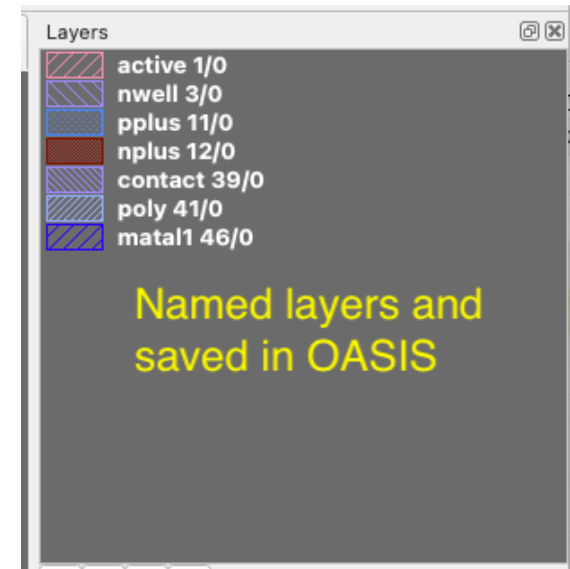 Layers
active 1/0
nwell 3/0
pplus 11/0
nplus 12/0
contact 39/0
poly 41/0
matal1 46/0
Named layers and
saved in OASIS